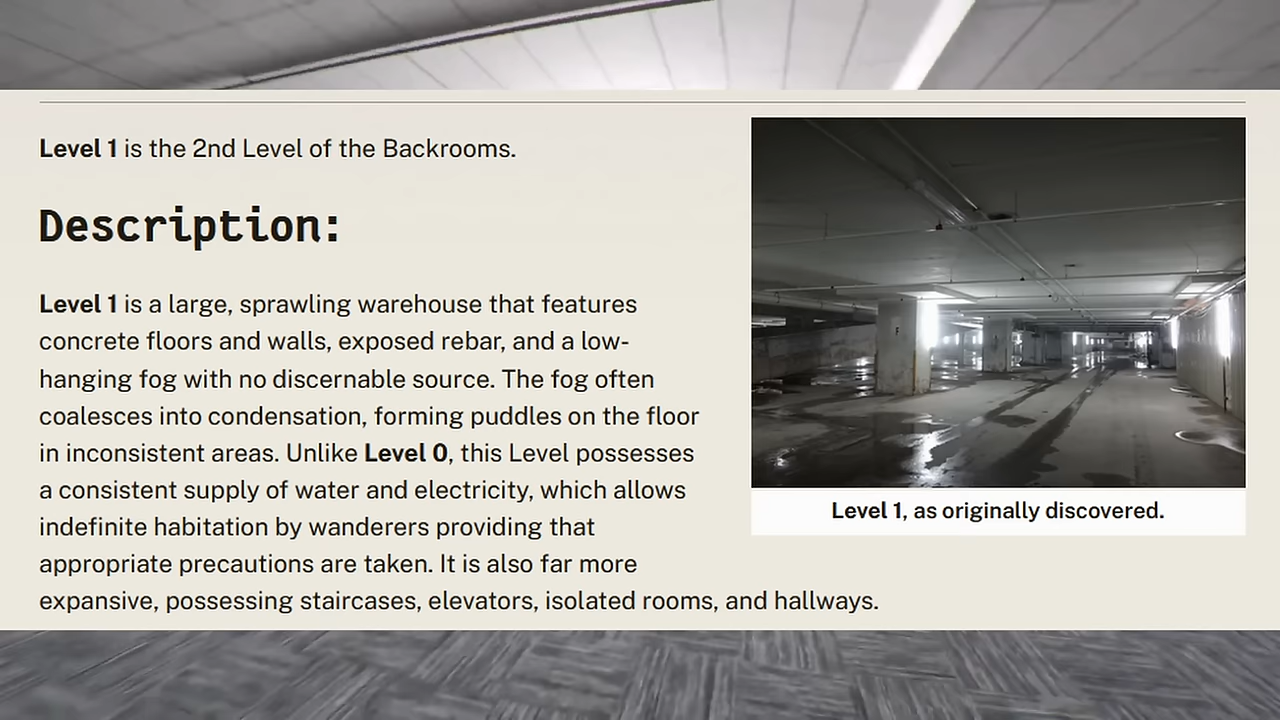 Level 1 is the 2nd Level of the Backrooms.
Description:
Level 1 is a large, sprawling warehouse that features
concrete floors and walls, exposed rebar, and a low-
hanging fog with no discernable source. The fog often
coalesces into condensation, forming puddles on the floor
in inconsistent areas. Unlike Level 0, this Level possesses
a consistent supply of water and electricity, which allows
indefinite habitation by wanderers providing that
appropriate precautions are taken. It is also far more
expansive, possessing staircases, elevators, isolated rooms, and hallways.
F
Level 1, as originally discovered.